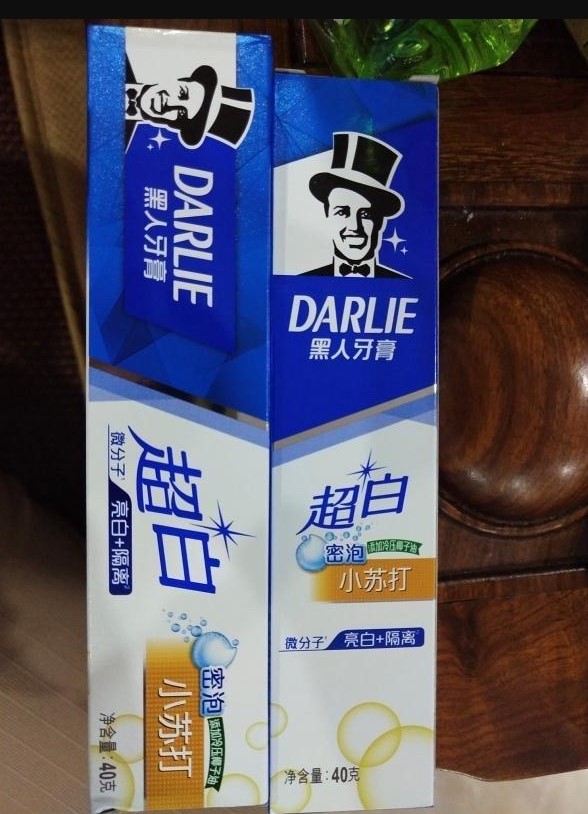 DARLIE
黑人牙膏
超白
微分子
亮白+隔离
密泡
添加冷压椰子油
小苏打
净含量:40克
DARLIE
黑人牙膏
超白
密泡
添加冷压椰子油
小苏打
微分子¹ 亮白+隔离²
净含量:40克